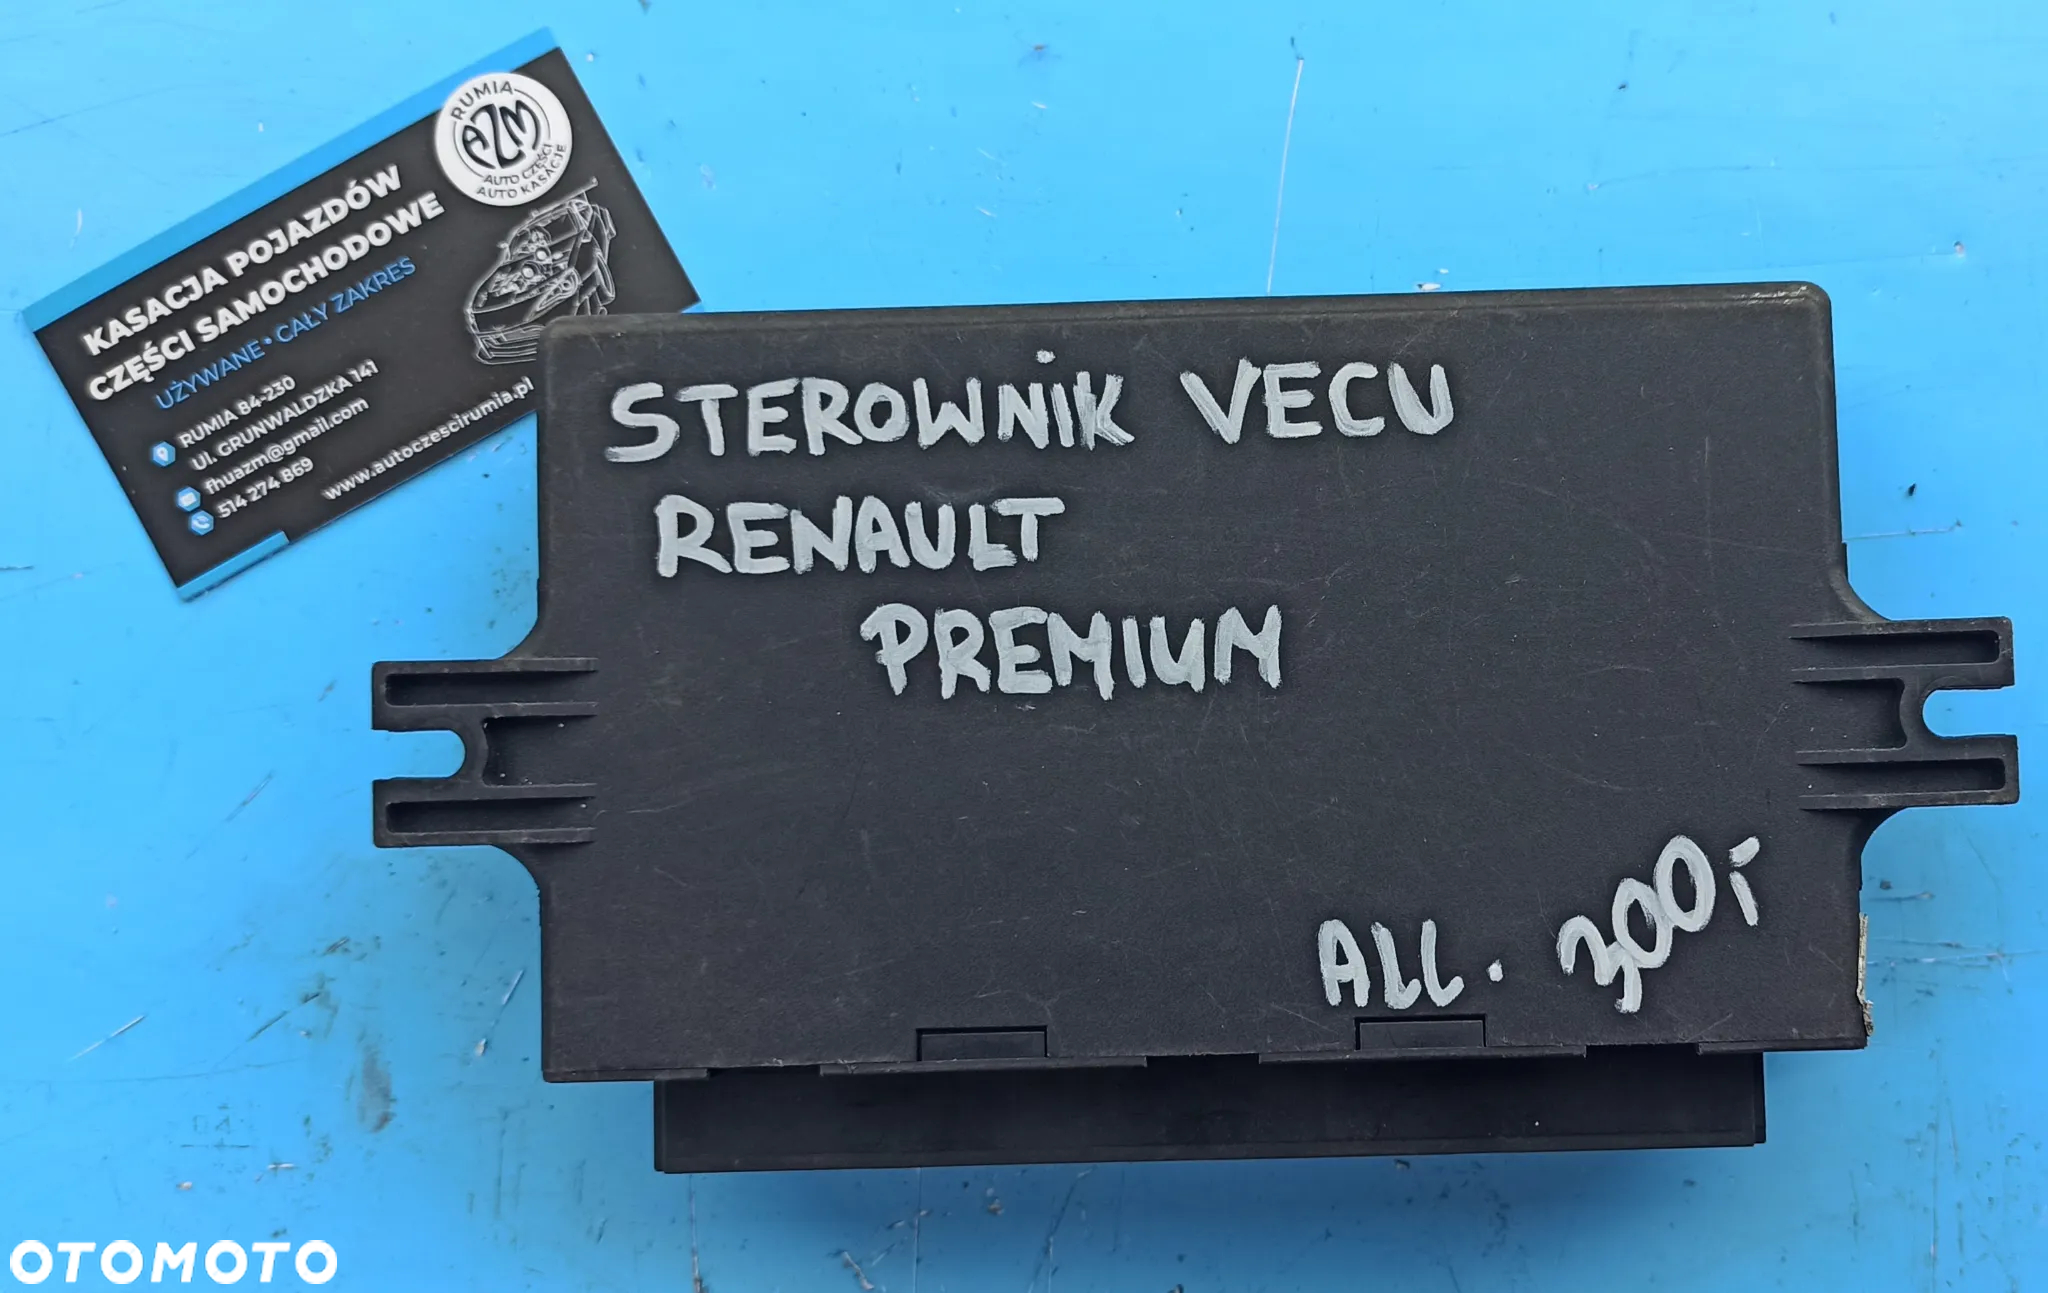 RUMIA
AZM
AUTO CZĘŚCI
AUTO KASACJE
KASACJA POJAZDÓW
CZĘŚCI SAMOCHODOWE
UŻYWANE • CAŁY ZAKRES
RUMIA 84-230
Ul. GRUNWALDZKA 141
fhuazm@gmail.com
514 274 869
www.autoczescirumia.pl
STEROWNIK VECU
RENAULT
PREMIUM
ALL. 300i
OTOMOTO